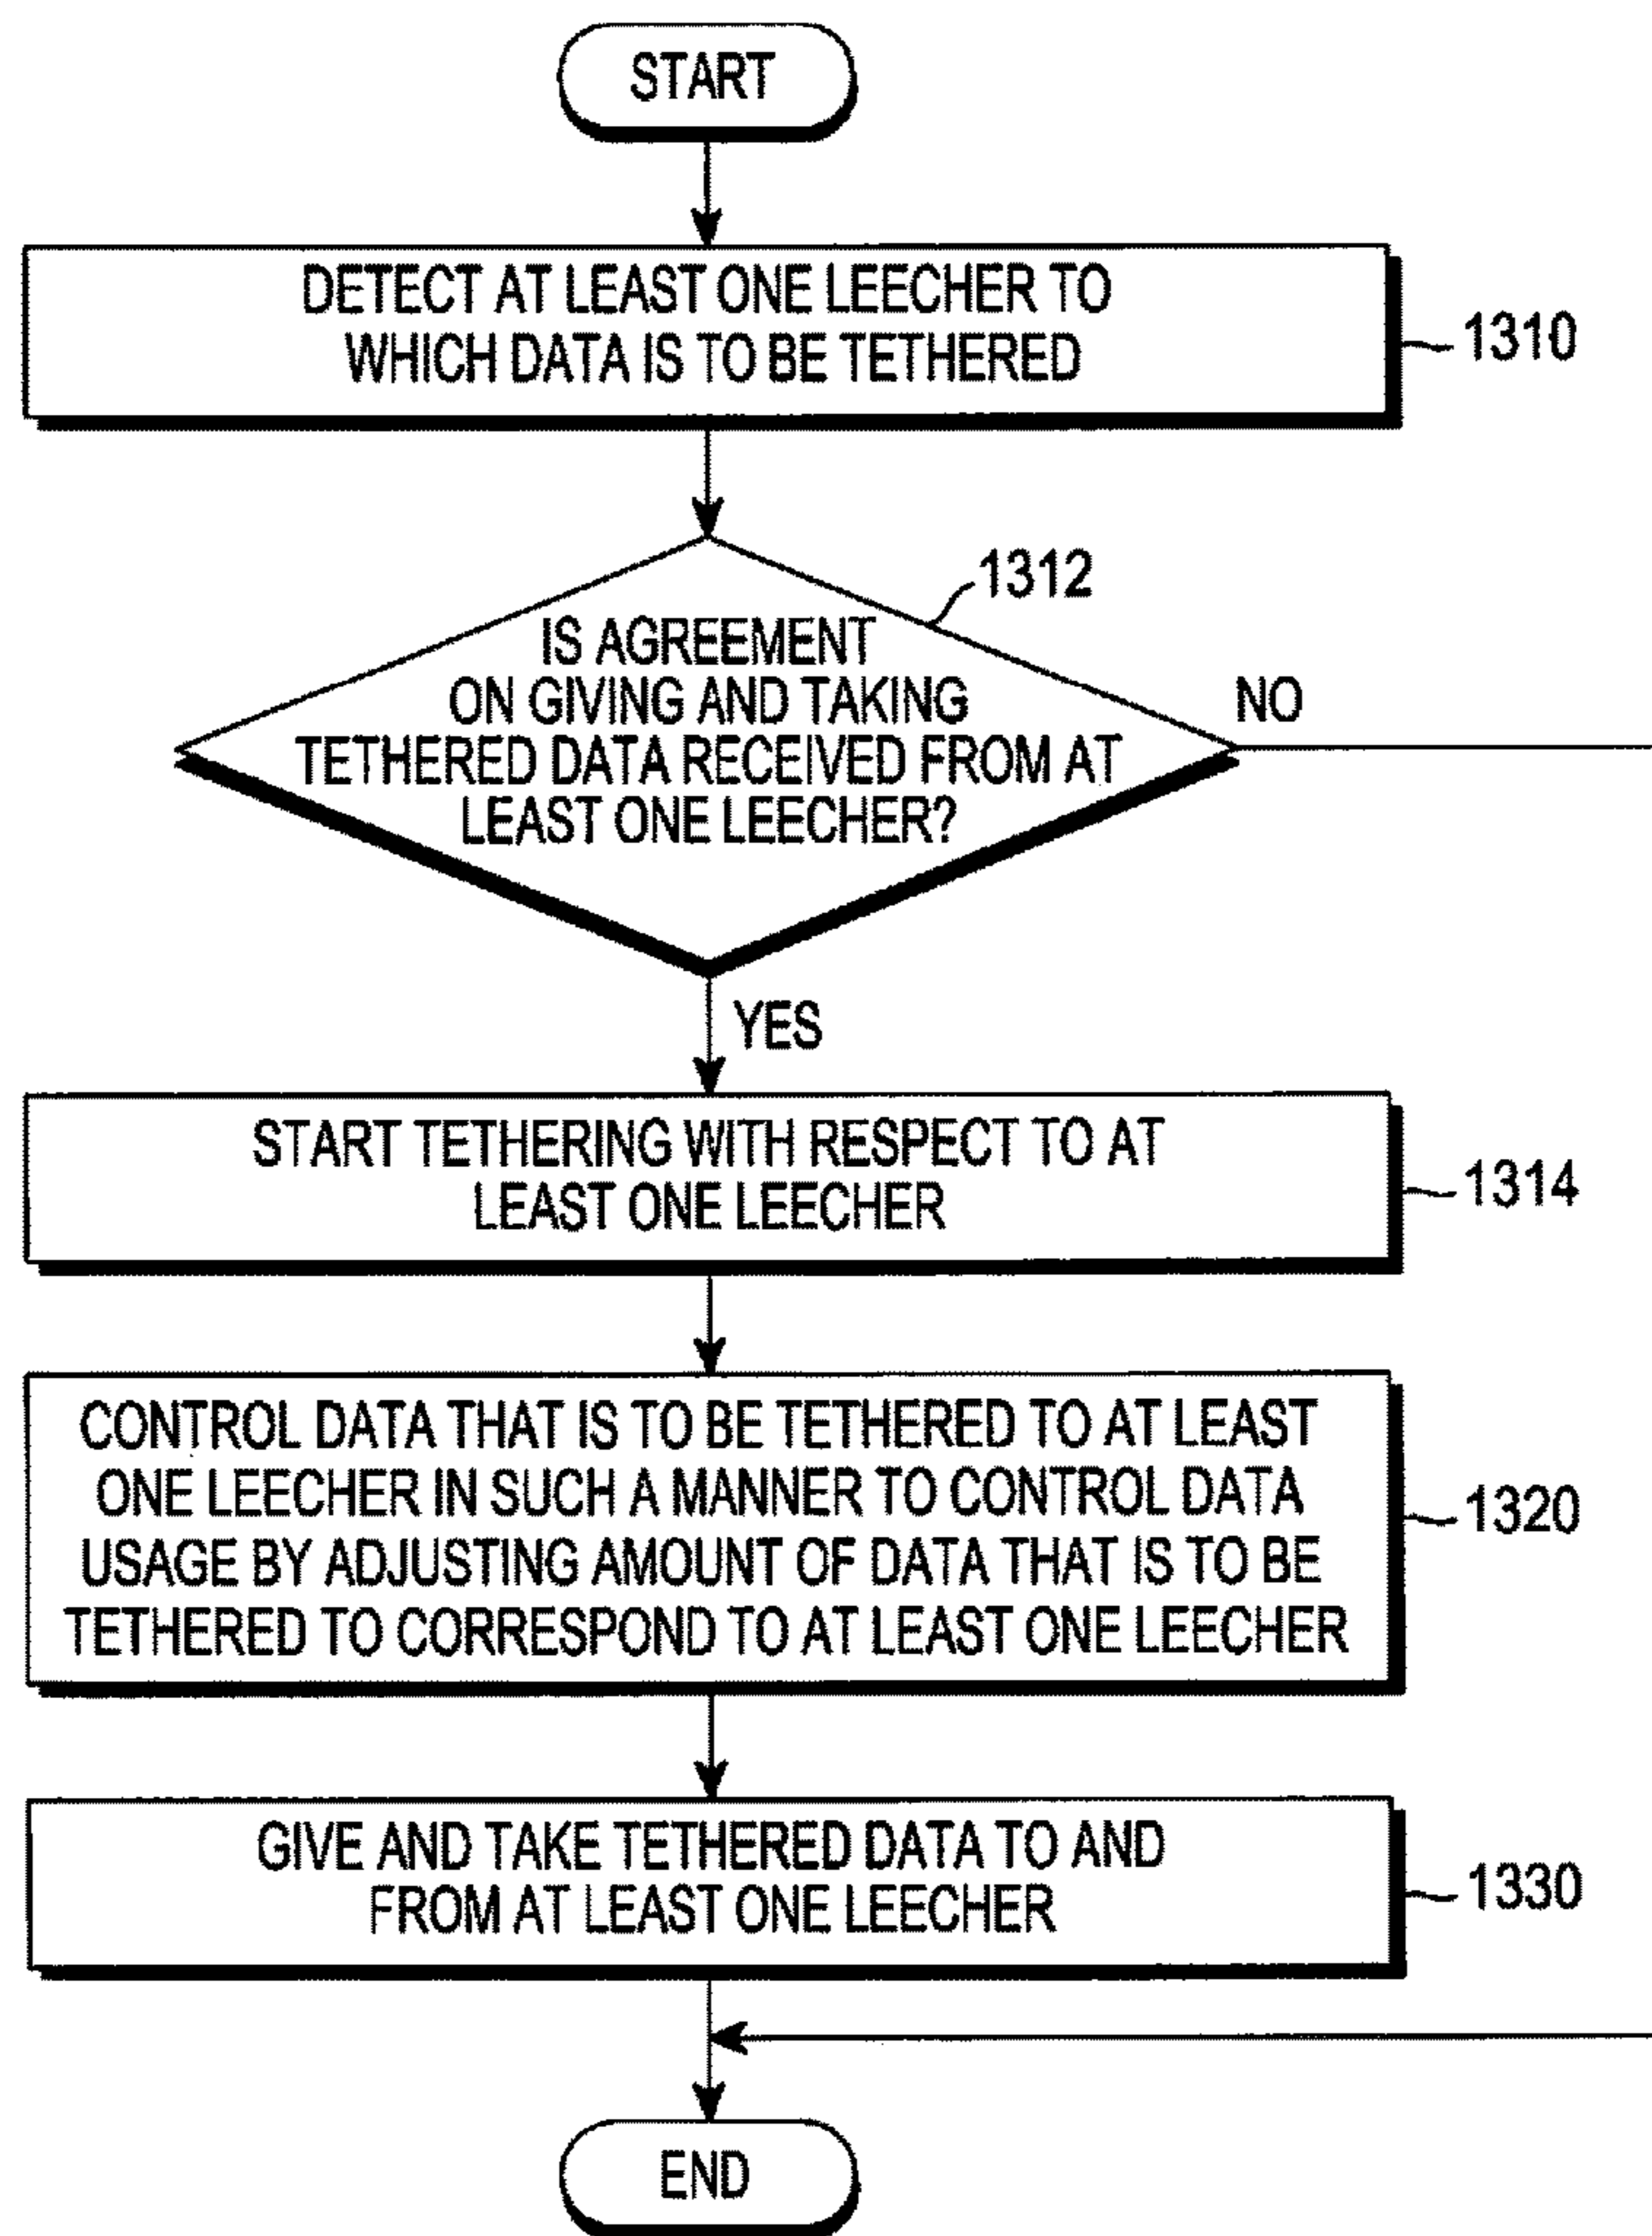 START
DETECT AT LEAST ONE LEECHER TO
WHICH DATA IS TO BE TETHERED
1310
1312
IS AGREEMENT
ON GIVING AND TAKING
TETHERED DATA RECEIVED FROM AT
LEAST ONE LEECHER?
NO
YES
START TETHERING WITH RESPECT TO AT
LEAST ONE LEECHER
1314
CONTROL DATA THAT IS TO BE TETHERED TO AT LEAST
ONE LEECHER IN SUCH A MANNER TO CONTROL DATA
USAGE BY ADJUSTING AMOUNT OF DATA THAT IS TO BE
TETHERED TO CORRESPOND TO AT LEAST ONE LEECHER
1320
GIVE AND TAKE TETHERED DATA TO AND
FROM AT LEAST ONE LEECHER
1330
END